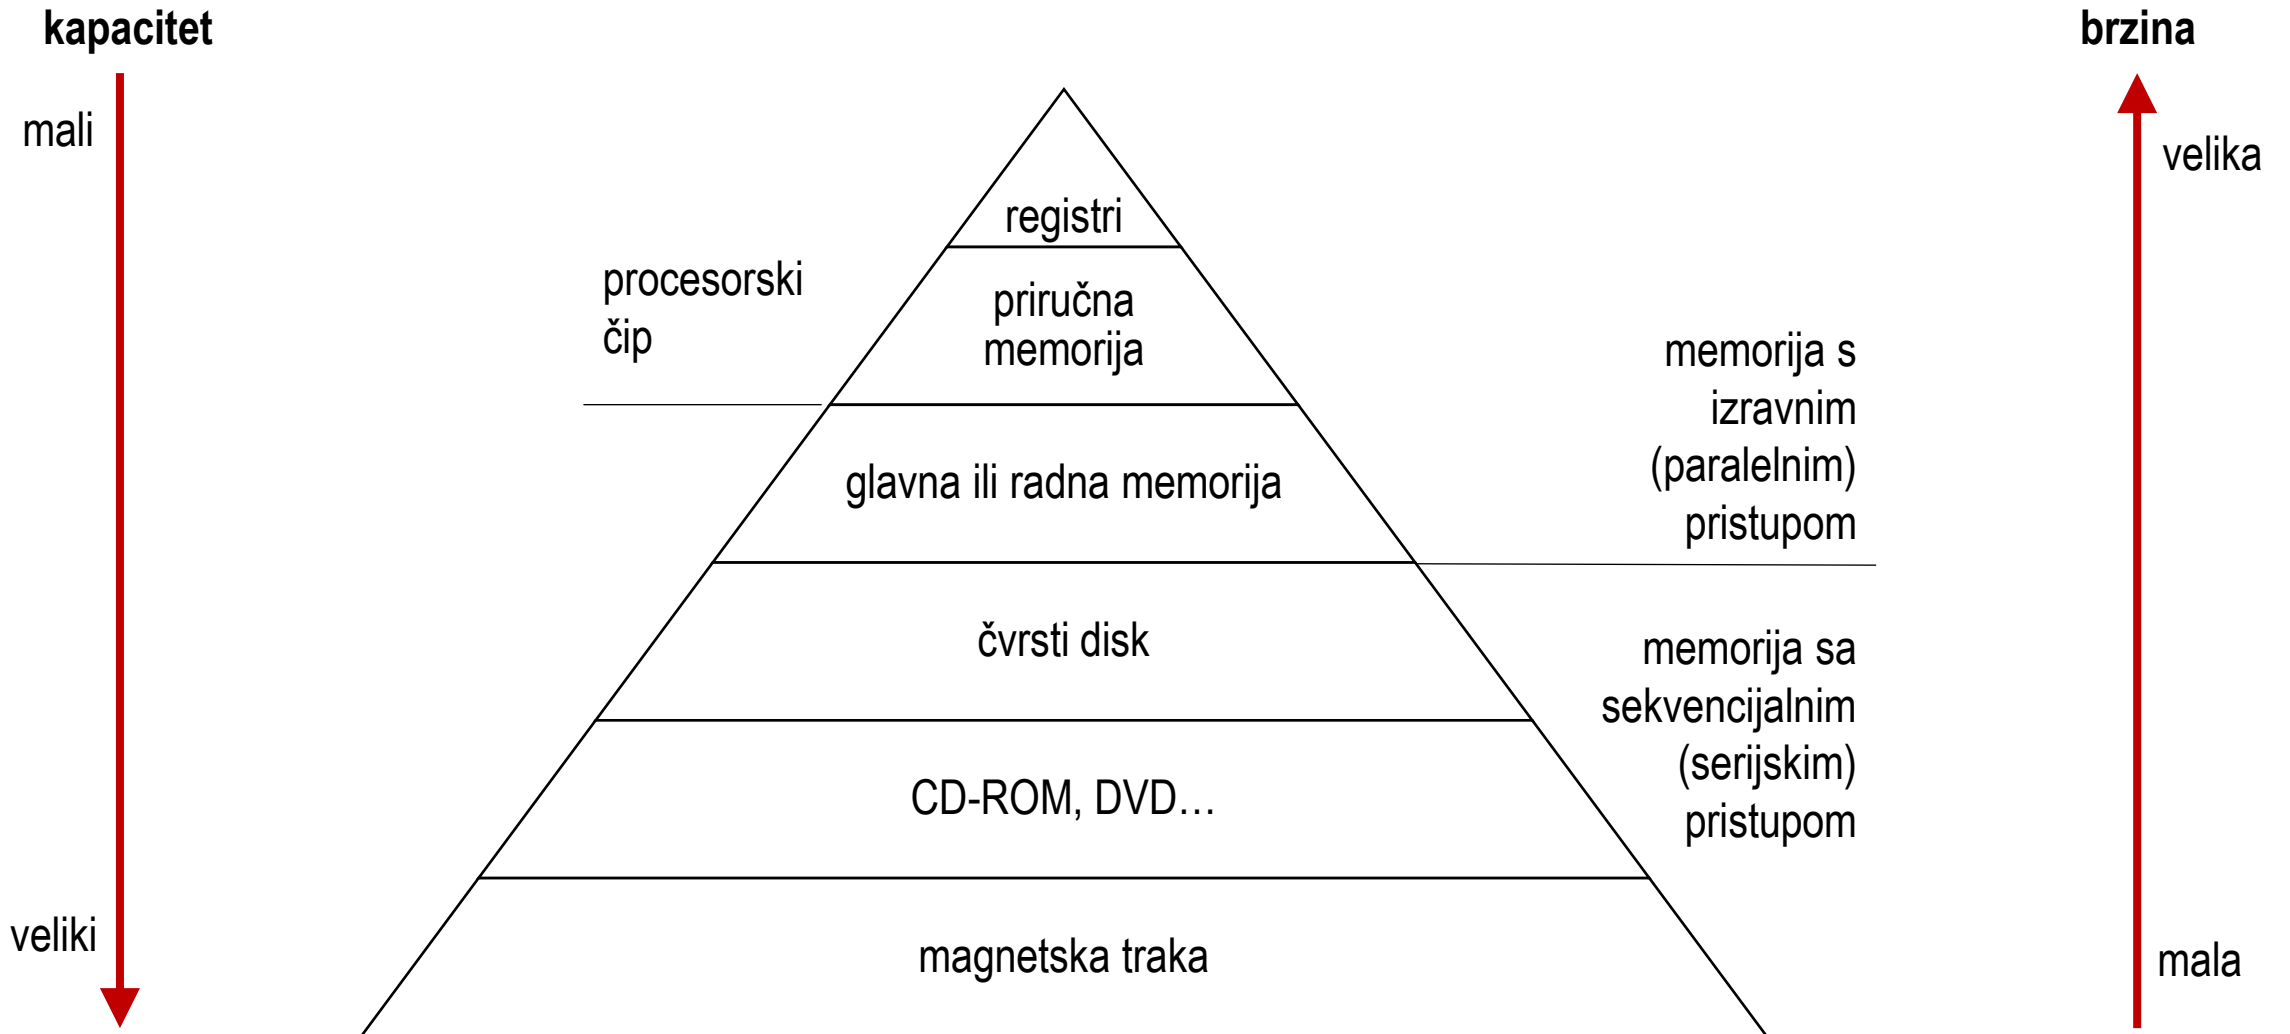 kapacitet
brzina
mali
velika
registri
procesorski
čip
priručna
memorija
memorija s
izravnim
(paralelnim)
pristupom
glavna ili radna memorija
čvrsti disk
memorija sa
sekvencijalnim
(serijskim)
pristupom
CD-ROM, DVD…
veliki
magnetska traka
mala